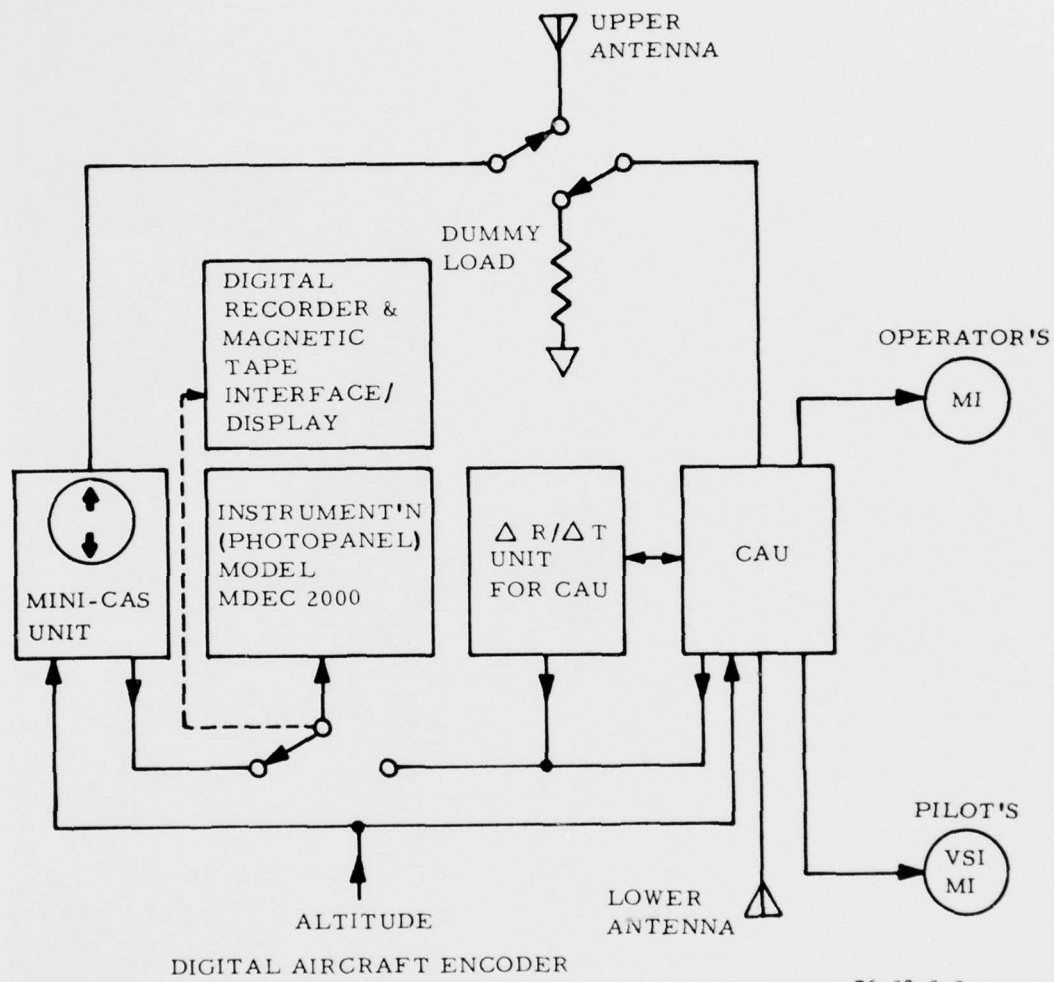 UPPER
ANTENNA
DUMMY
LOAD
DIGITAL
RECORDER &
MAGNETIC
TAPE
INTERFACE/
DISPLAY
OPERATOR'S
MI
MINI-CAS
UNIT
INSTRUMENT'N
(PHOTOPANEL)
MODEL
MDEC 2000
Δ R/Δ T
UNIT
FOR CAU
CAU
PILOT'S
VSI
MI
LOWER
ANTENNA
ALTITUDE
DIGITAL AIRCRAFT ENCODER